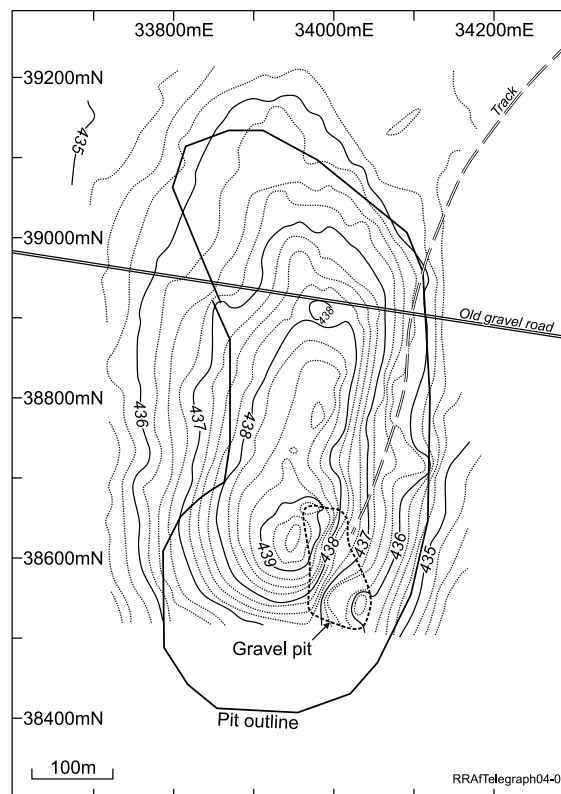 33800mE 34000mE 34200mE
39200mN
Track
435
39000mN
438
Old gravel road
38800mN
436
437
438
38600mN
439
438
437
436
435
Gravel pit
38400mN
Pit outline
100m
RRAfTelegraph04-0